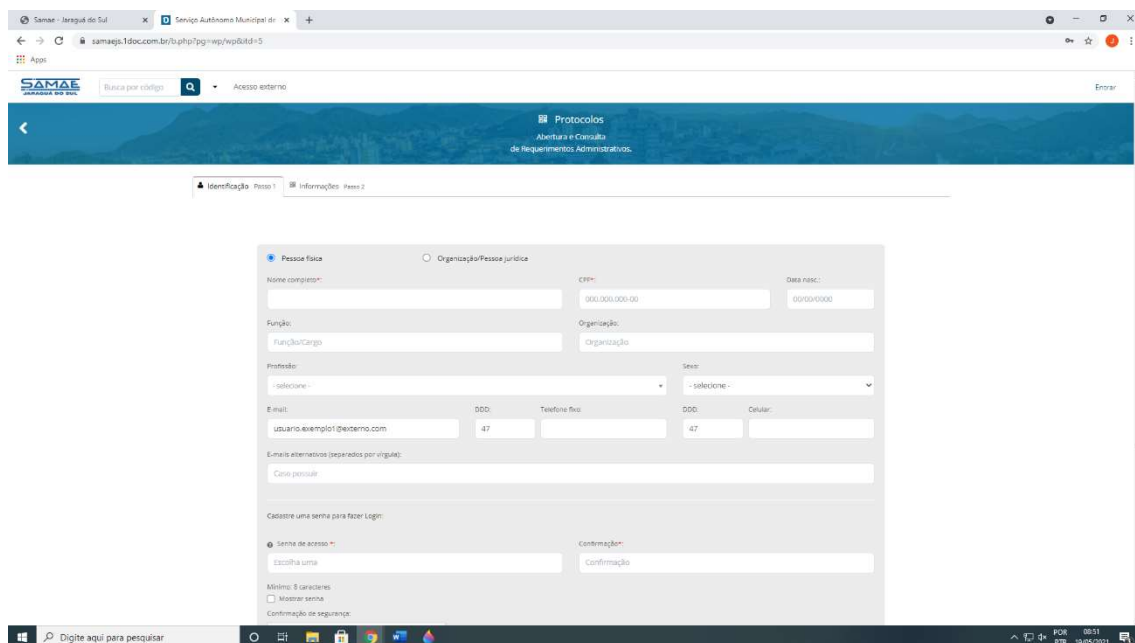 Samae - Jaraguá do Sul
Serviço Autônomo Municipal de
samaejs.1doc.com.br/b.php?pg=wp/wp&itd=5
Apps
SAMAE
JARAGUÁ DO SUL
Busca por código
Acesso externo
Entrar
Protocolos
Abertura e Consulta
de Requerimentos Administrativos.
Identificação Passo 1
Informações Passo 2
Pessoa física
Organização/Pessoa jurídica
Nome completo*:
CPF*:
Data nasc.:
000.000.000-00
00/00/0000
Função:
Organização:
Função/Cargo
Organização
Profissão:
Sexo:
- selecione -
- selecione -
E-mail:
DDD:
Telefone fixo:
DDD:
Celular:
usuario.exemplo1@externo.com
47
47
E-mails alternativos (separados por vírgula):
Caso possuir
Cadastre uma senha para fazer Login:
Senha de acesso *:
Confirmação*:
Escolha uma
Confirmação
Mínimo: 8 caracteres
Mostrar senha
Confirmação de segurança:
Digite aqui para pesquisar
POR
08:51
PTB
19/05/2021